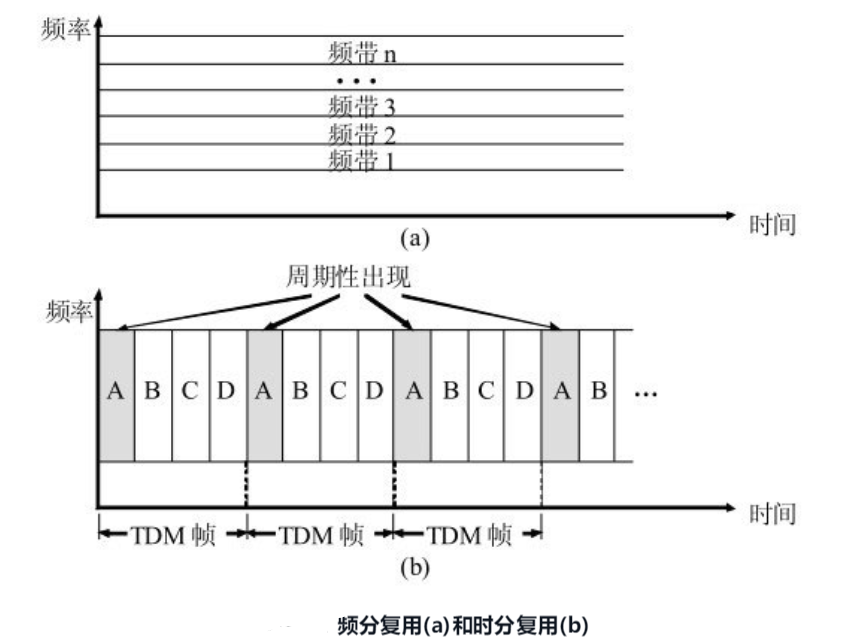 频率
频带 n
···
频带 3
频带 2
频带 1
时间
(a)
周期性出现
频率
A B C D A B C D A B C D A B ···
时间
TDM 帧 TDM 帧 TDM 帧
(b)
频分复用(a)和时分复用(b)